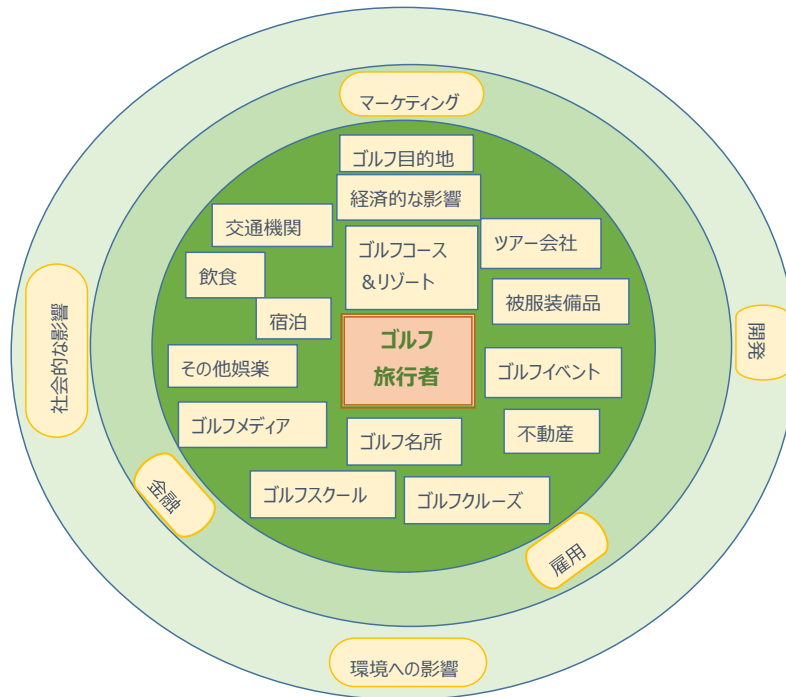 マーケティング
ゴルフ目的地
経済的な影響
交通機関
ゴルフコース
&リゾート
ツアー会社
飲食
被服装備品
宿泊
ゴルフ
旅行者
社会的な影響
開発
その他娯楽
ゴルフイベント
ゴルフメディア
ゴルフ名所
不動産
金融
ゴルフスクール
ゴルフクルーズ
雇用
環境への影響